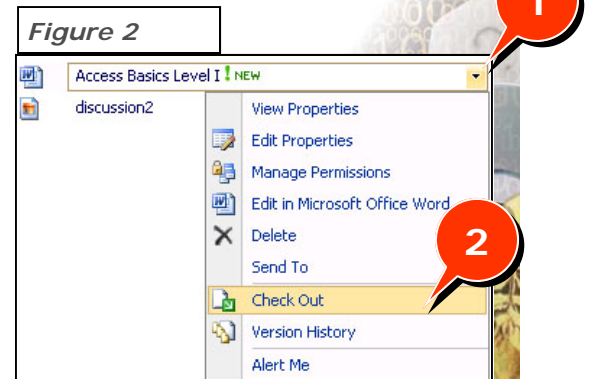 Figure 2
1
Access Basics Level I ! NEW
discussion2
View Properties
Edit Properties
Manage Permissions
Edit in Microsoft Office Word
Delete
2
Send To
Check Out
Version History
Alert Me